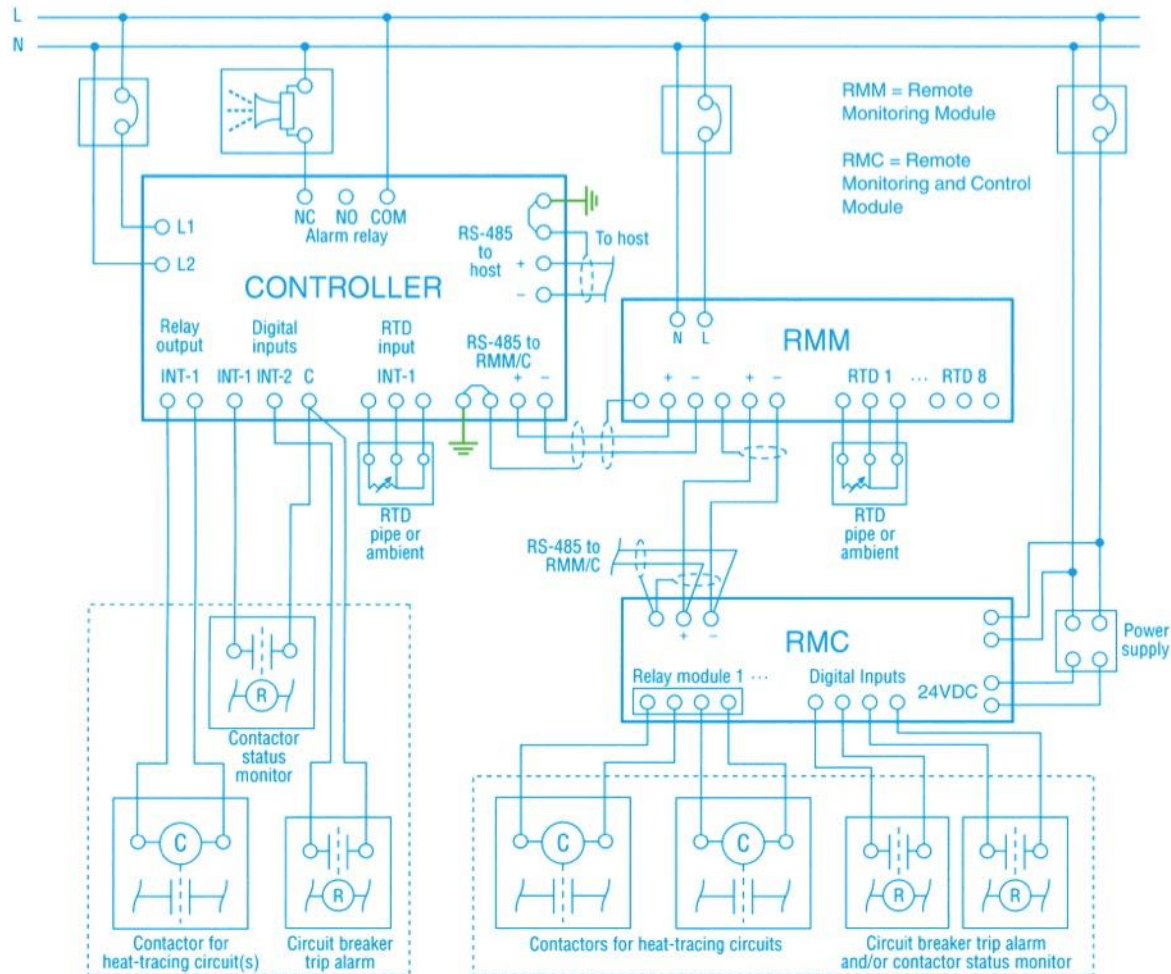 L
N
RMM = Remote
Monitoring Module
RMC = Remote
Monitoring and Control
Module
NC NO COM
Alarm relay
L1
L2
RS-485
to
host
To host
+
–
CONTROLLER
Relay
output
INT-1
Digital
inputs
INT-1 INT-2 C
RTD
input
INT-1
RS-485 to
RMM/C
+ –
N L
RMM
+ – + –
RTD 1 ... RTD 8
RTD
pipe or
ambient
RTD
pipe or
ambient
RS-485 to
RMM/C
+ –
RMC
Relay module 1 ...
Digital Inputs
24VDC
Power
supply
R
Contactor
status
monitor
C
Contactor for
heat-tracing circuit(s)
R
Circuit breaker
trip alarm
C
C
Contactors for heat-tracing circuits
R
R
Circuit breaker trip alarm
and/or contactor status monitor